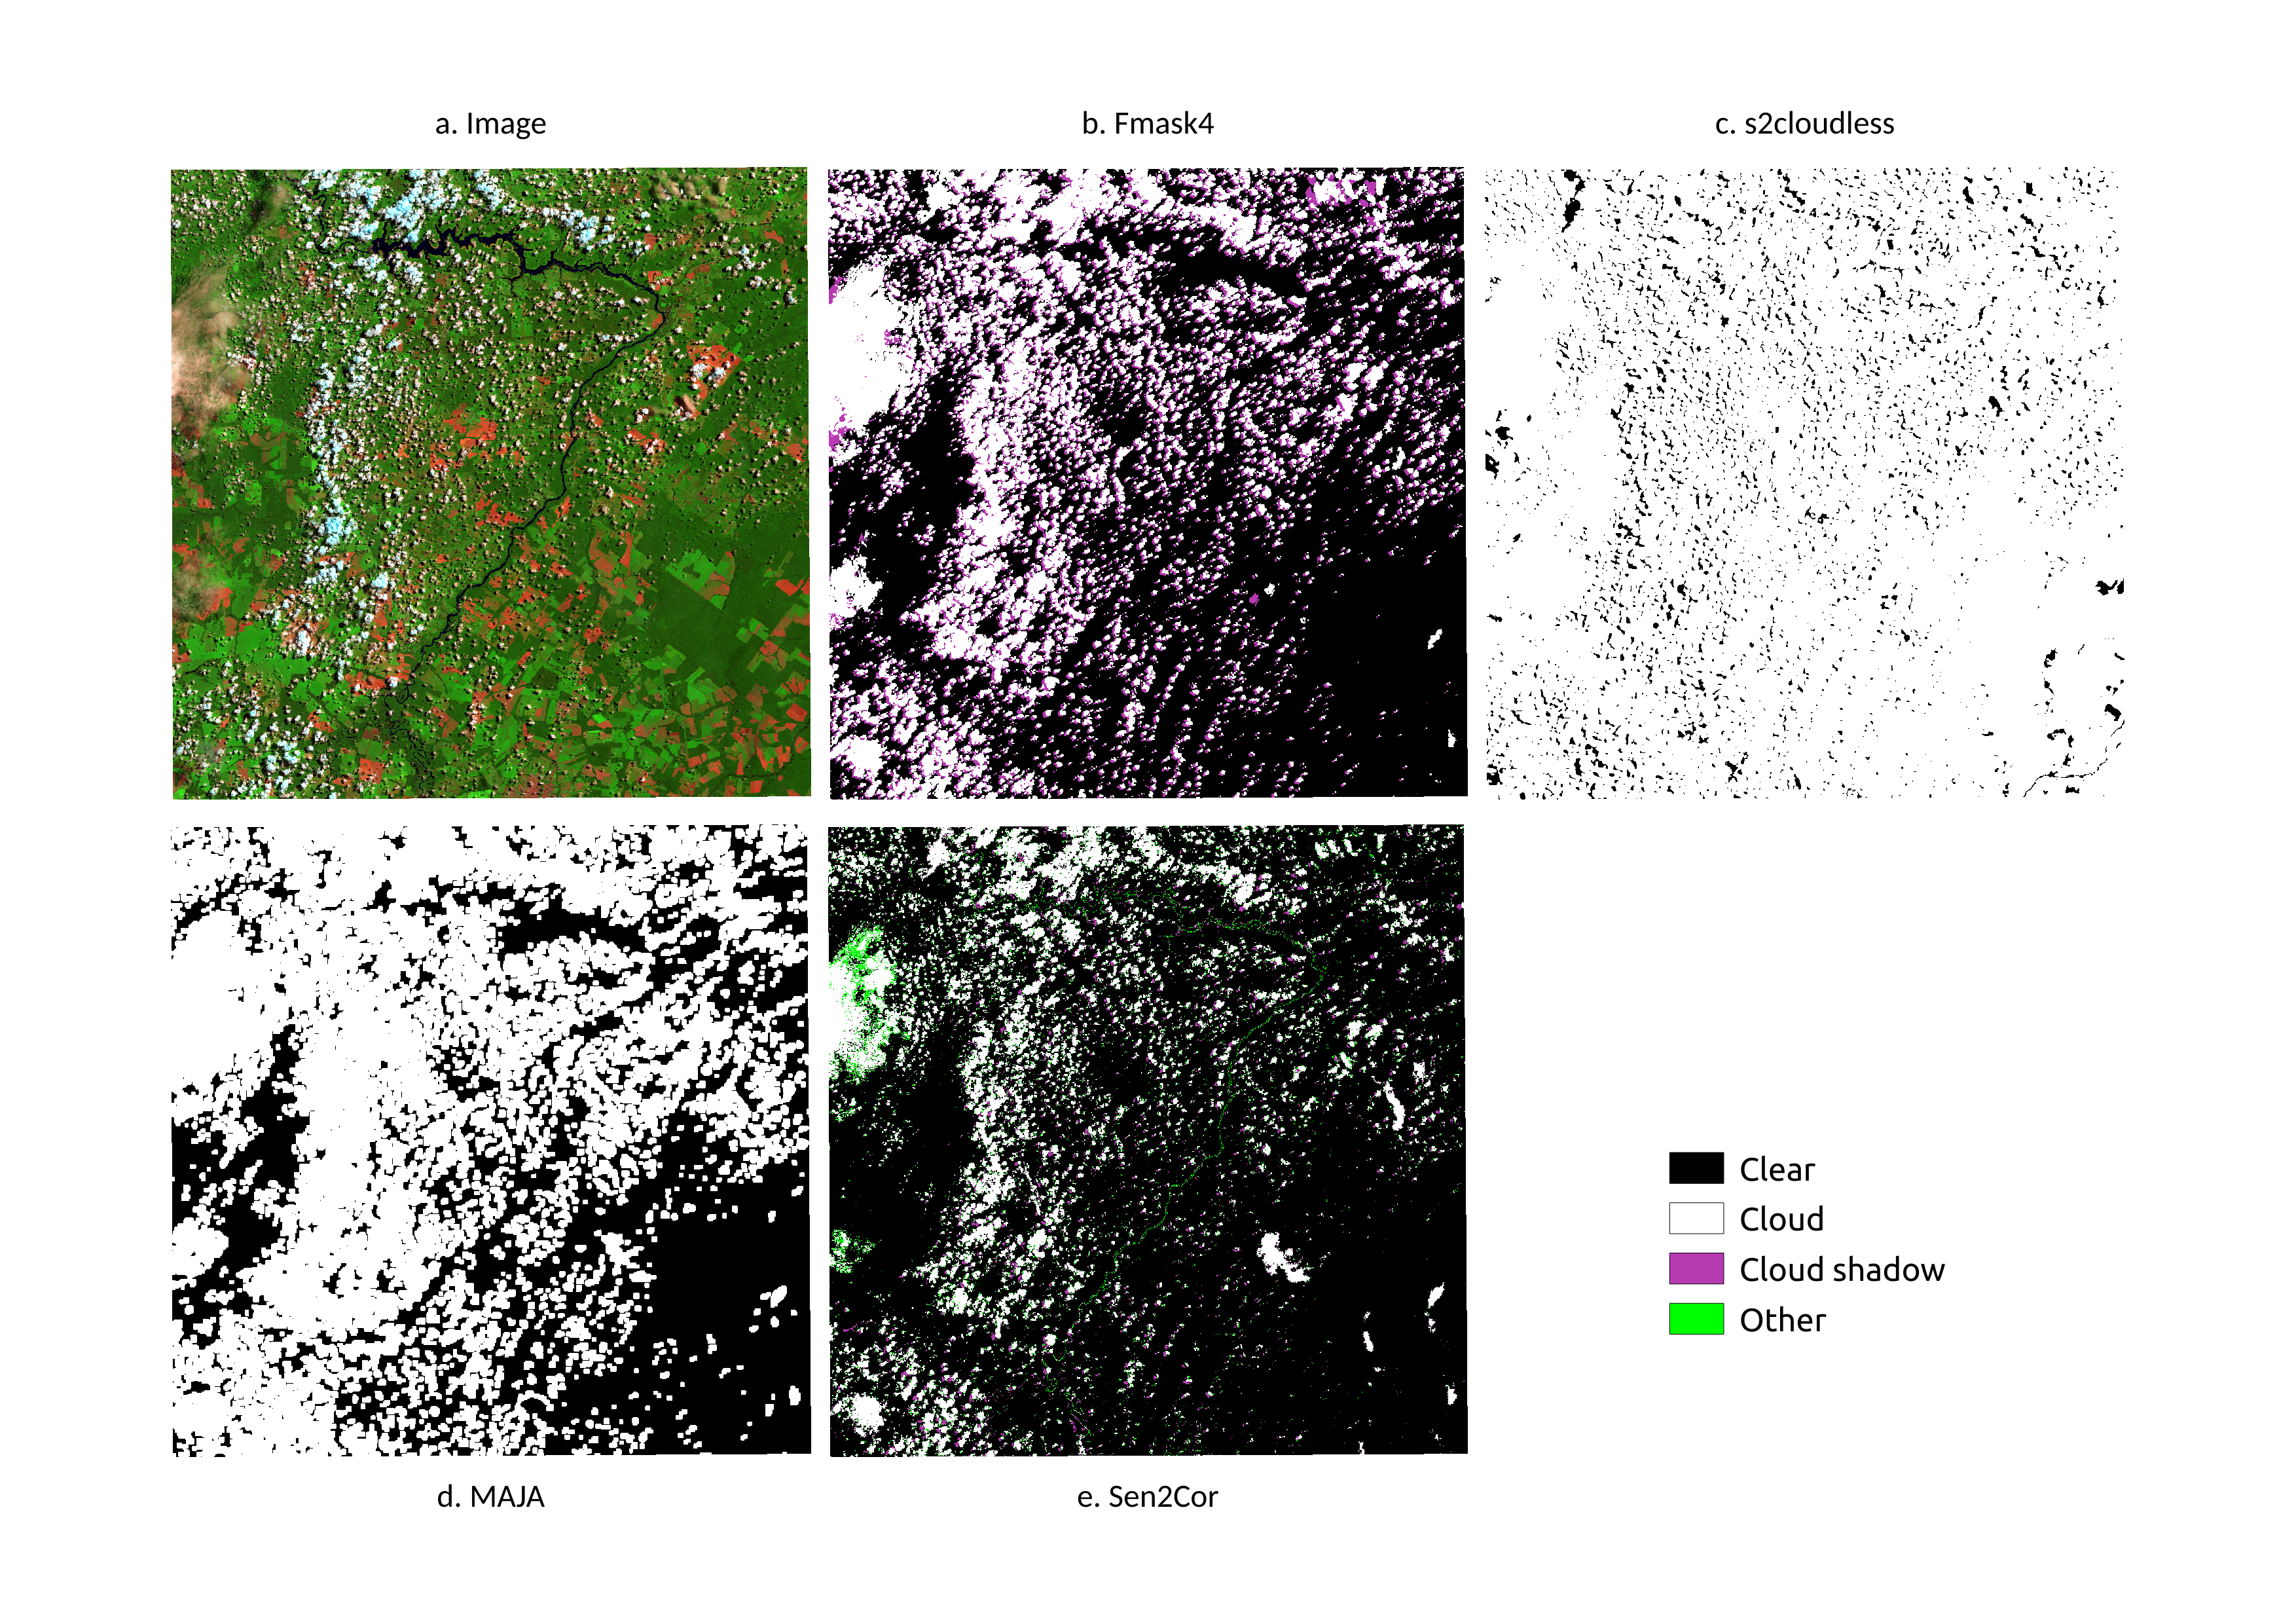 a. Image
b. Fmask4
c. s2cloudless
d. MAJA
e. Sen2Cor
Clear
Cloud
Cloud shadow
Other